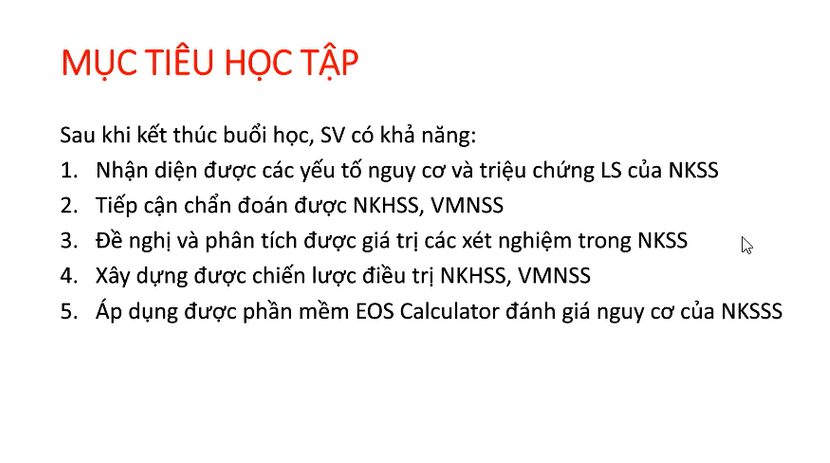 MỤC TIÊU HỌC TẬP
Sau khi kết thúc buổi học, SV có khả năng:
1. Nhận diện được các yếu tố nguy cơ và triệu chứng LS của NKSS
2. Tiếp cận chẩn đoán được NKHSS, VMNSS
3. Đề nghị và phân tích được giá trị các xét nghiệm trong NKSS
4. Xây dựng được chiến lược điều trị NKHSS, VMNSS
5. Áp dụng được phần mềm EOS Calculator đánh giá nguy cơ của NKSSS